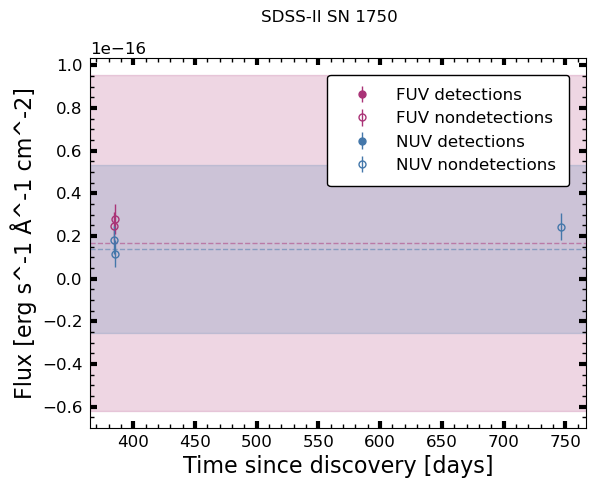 SDSS-II SN 1750
1e−16
1.0
0.8
0.6
0.4
0.2
0.0
−0.2
−0.4
−0.6
Flux [erg s^-1 Å^-1 cm^-2]
FUV detections
FUV nondetections
NUV detections
NUV nondetections
400 450 500 550 600 650 700 750
Time since discovery [days]